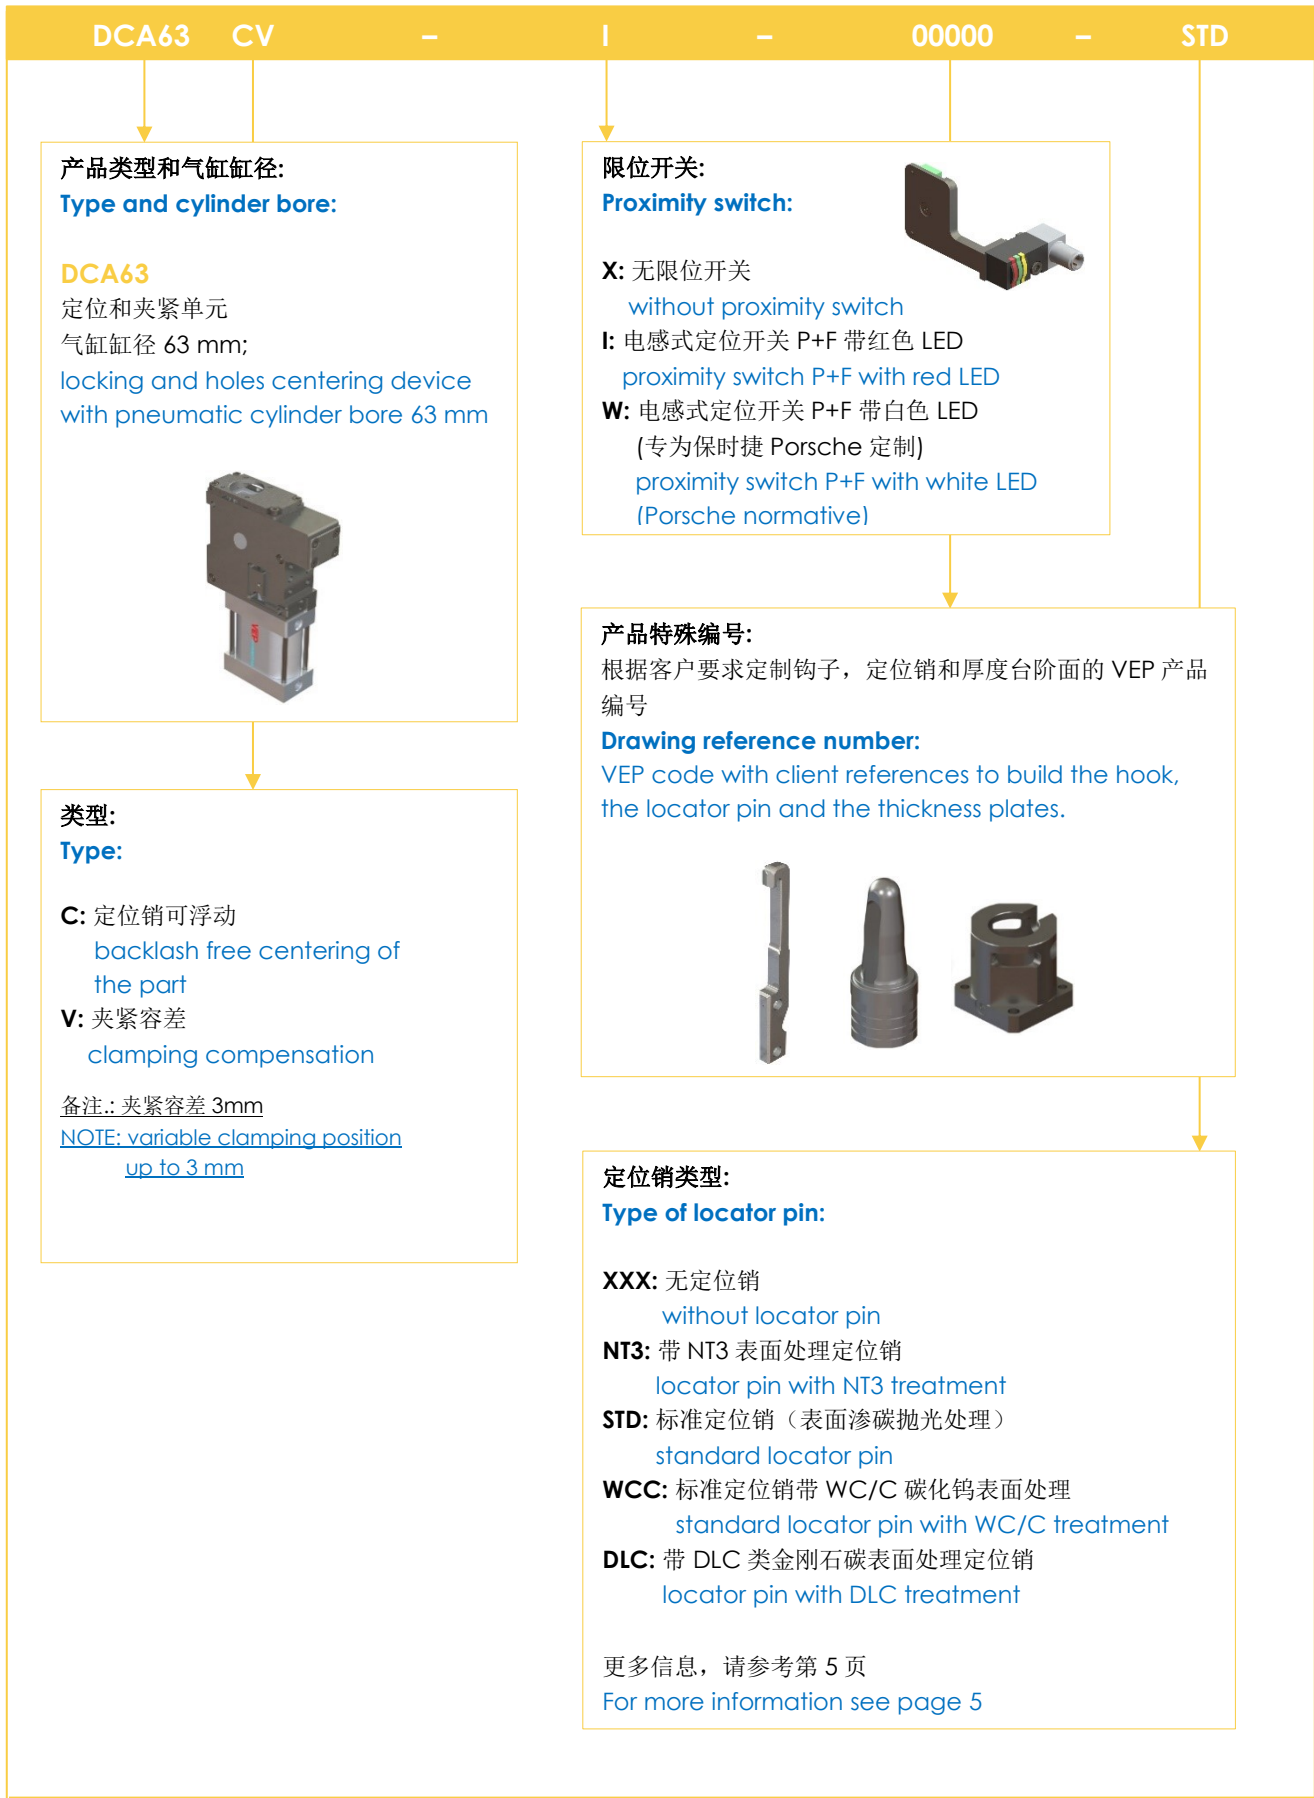 DCA63 CV – I – 00000 – STD
产品类型和气缸缸径:
Type and cylinder bore:
DCA63
定位和夹紧单元
气缸缸径 63 mm;
locking and holes centering device
with pneumatic cylinder bore 63 mm
VEP
类型:
Type:
C: 定位销可浮动
backlash free centering of
the part
V: 夹紧容差
clamping compensation
备注.: 夹紧容差 3mm
NOTE: variable clamping position
up to 3 mm
限位开关:
Proximity switch:
X: 无限位开关
without proximity switch
I: 电感式定位开关 P+F 带红色 LED
proximity switch P+F with red LED
W: 电感式定位开关 P+F 带白色 LED
(专为保时捷 Porsche 定制)
proximity switch P+F with white LED
(Porsche normative)
产品特殊编号:
根据客户要求定制钩子，定位销和厚度台阶面的 VEP 产品
编号
Drawing reference number:
VEP code with client references to build the hook,
the locator pin and the thickness plates.
定位销类型:
Type of locator pin:
XXX: 无定位销
without locator pin
NT3: 带 NT3 表面处理定位销
locator pin with NT3 treatment
STD: 标准定位销（表面渗碳抛光处理）
standard locator pin
WCC: 标准定位销带 WC/C 碳化钨表面处理
standard locator pin with WC/C treatment
DLC: 带 DLC 类金刚石碳表面处理定位销
locator pin with DLC treatment
更多信息，请参考第 5 页
For more information see page 5